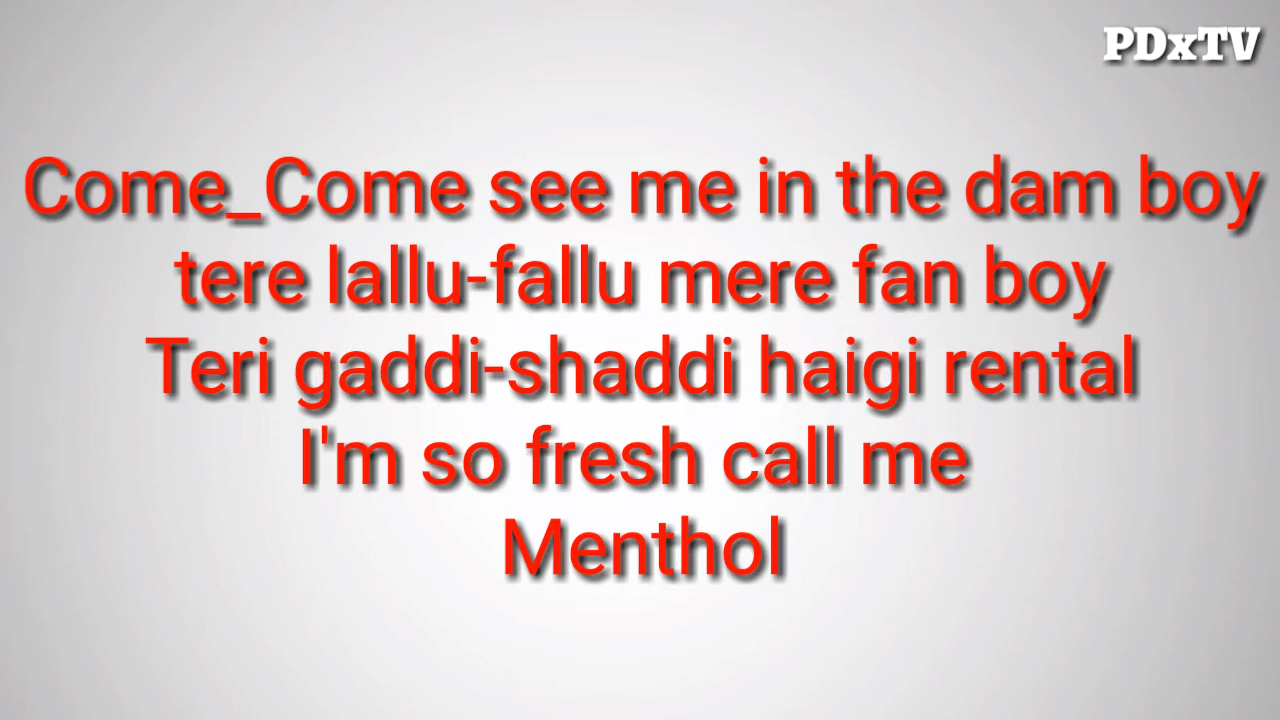 PDxTV
Come_Come see me in the dam boy
tere lallu-fallu mere fan boy
Teri gaddi-shaddi haigi rental
I'm so fresh call me
Menthol